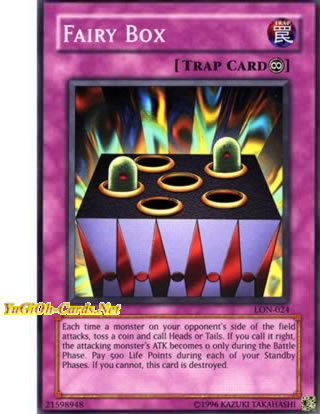 FAIRY BOX
TRAP
罠
[TRAP CARD∞]
LON-024
YuGiOh-Cards.Net
Each time a monster on your opponent's side of the field
attacks, toss a coin and call Heads or Tails. If you call it right,
the attacking monster's ATK becomes 0 only during the Battle
Phase. Pay 500 Life Points during each of your Standby
Phases. If you cannot, this card is destroyed.
21598948
©1996 KAZUKI TAKAHASHI